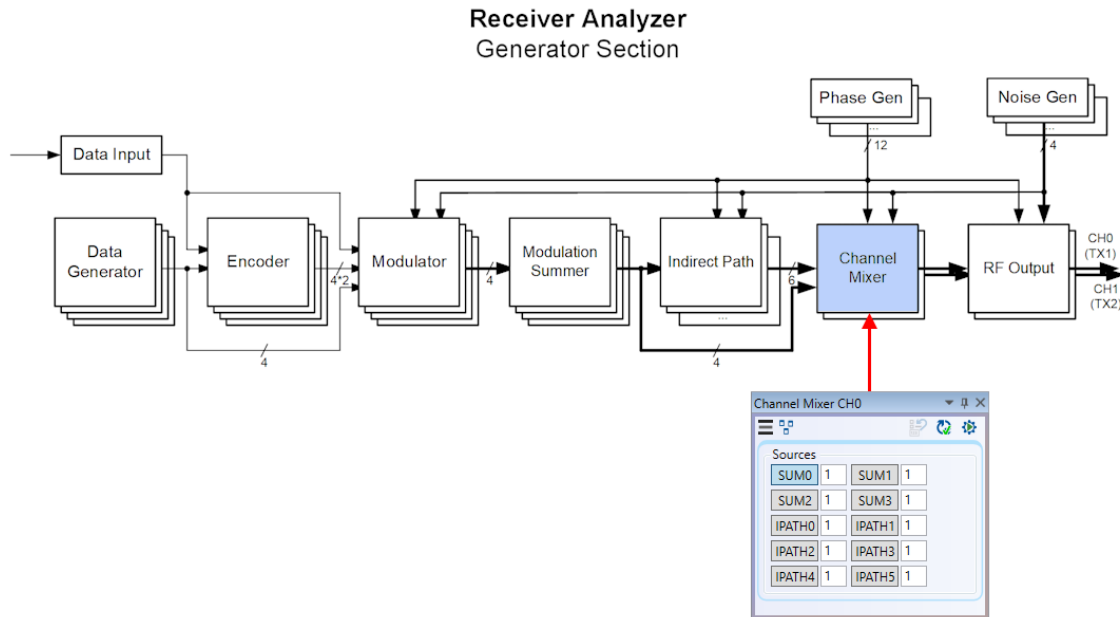 Receiver Analyzer
Generator Section
Phase Gen
...
12
Noise Gen
...
4
Data Input
Data
Generator
Encoder
4*2
4
Modulator
4
Modulation
Summer
4
Indirect Path
...
6
Channel
Mixer
RF Output
CH0
(TX1)
CH1
(TX2)
Channel Mixer CH0
Sources
SUM0 1 SUM1 1
SUM2 1 SUM3 1
IPATH0 1 IPATH1 1
IPATH2 1 IPATH3 1
IPATH4 1 IPATH5 1